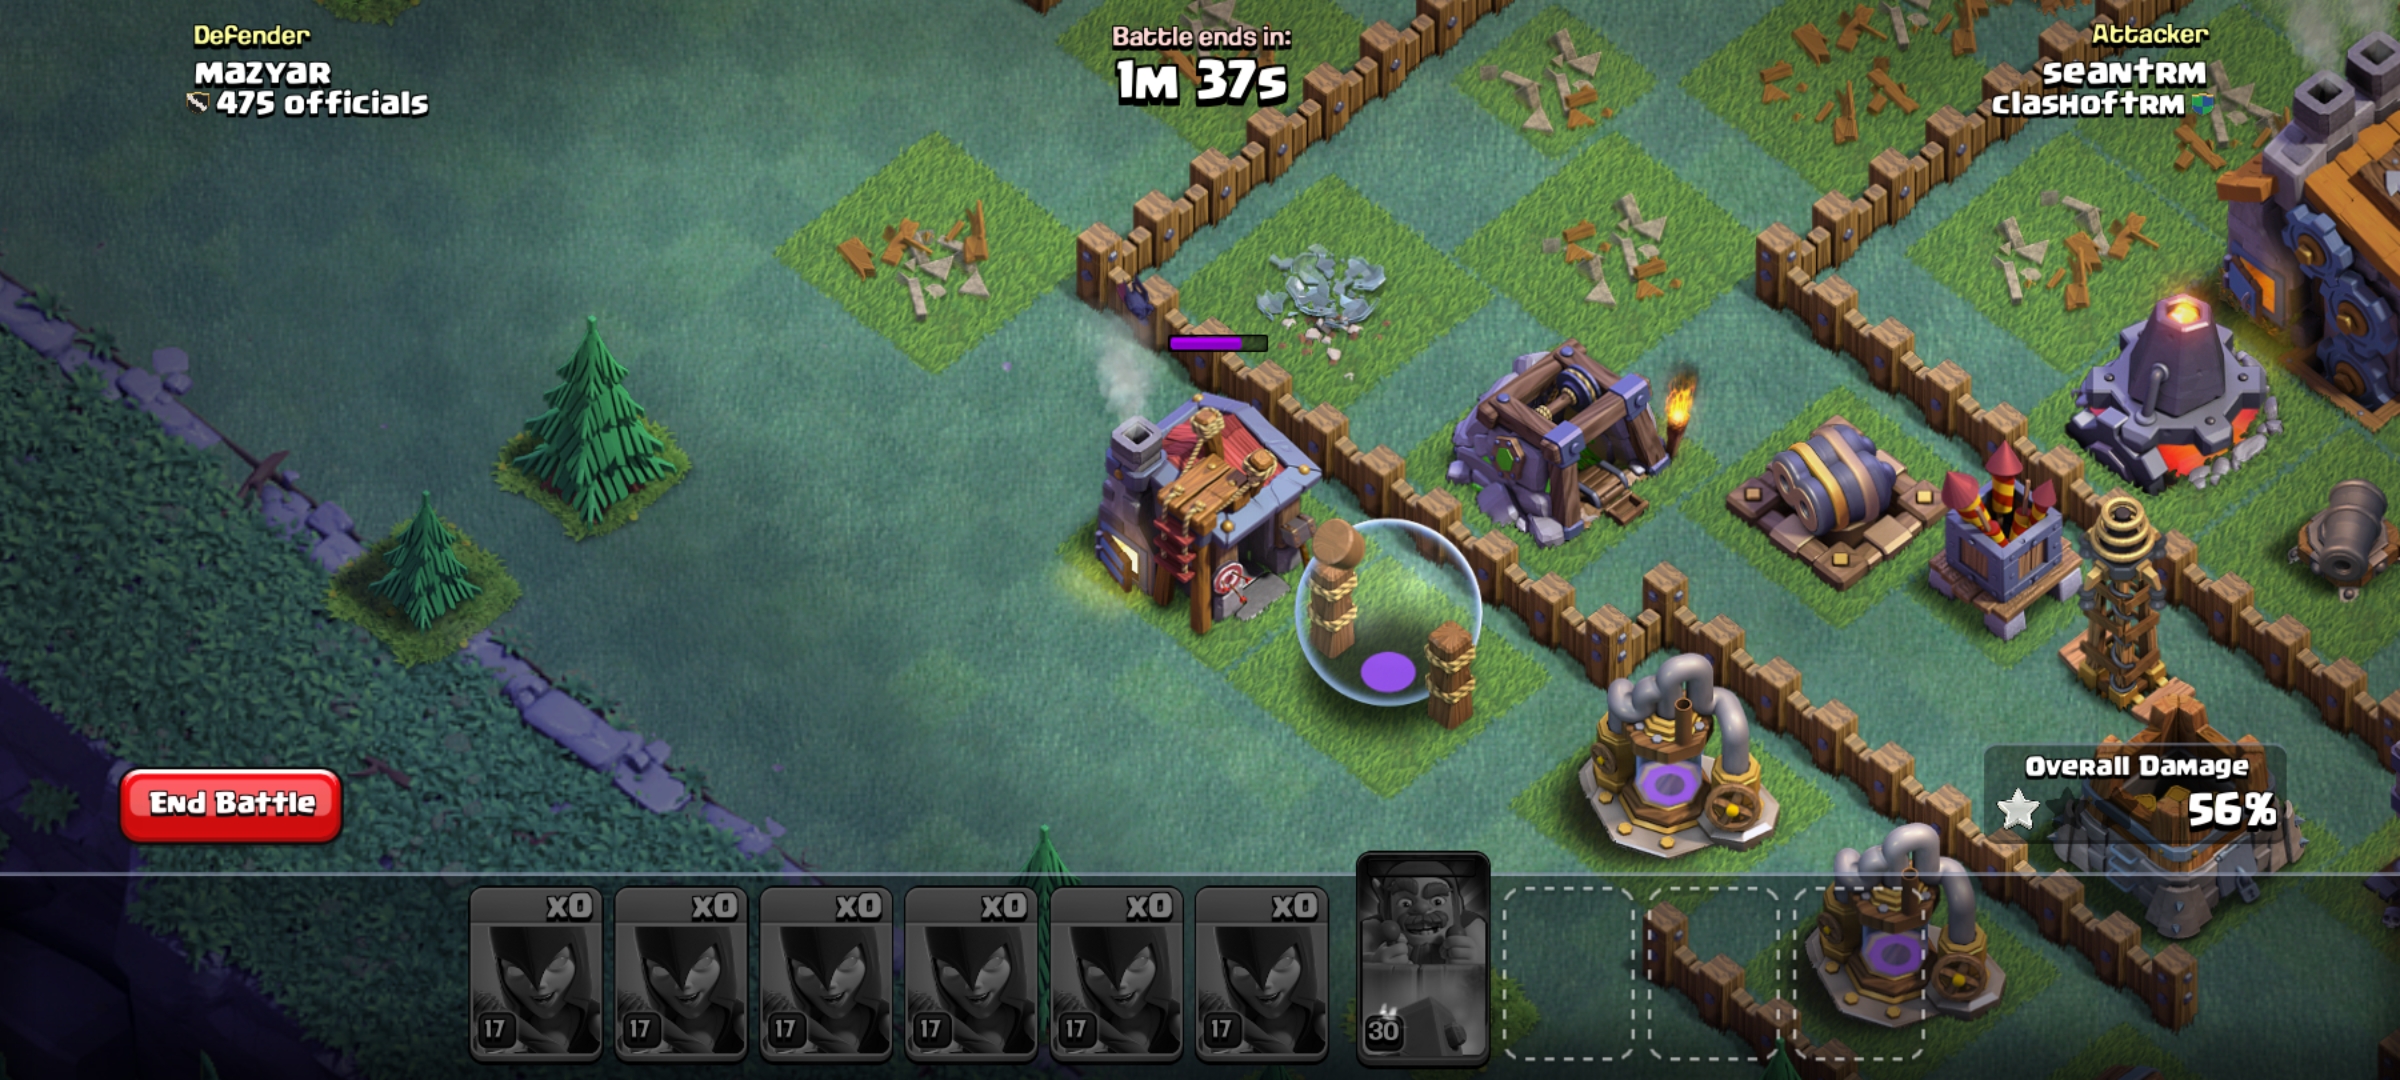 Defender
Mazyar
475 officials
Battle ends in:
1M 37s
Attacker
seantrm
clashoftrm
End Battle
Overall Damage
56%
x0
x0
x0
x0
x0
x0
17
17
17
17
17
17
30